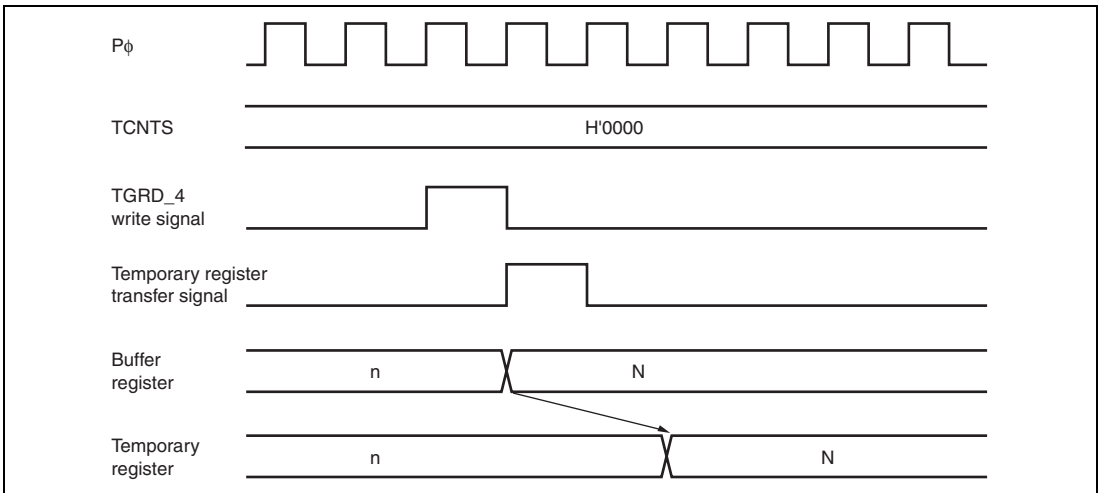 Pϕ
TCNTS
H'0000
TGRD_4
write signal
Temporary register
transfer signal
Buffer
register
n
N
Temporary
register
n
N